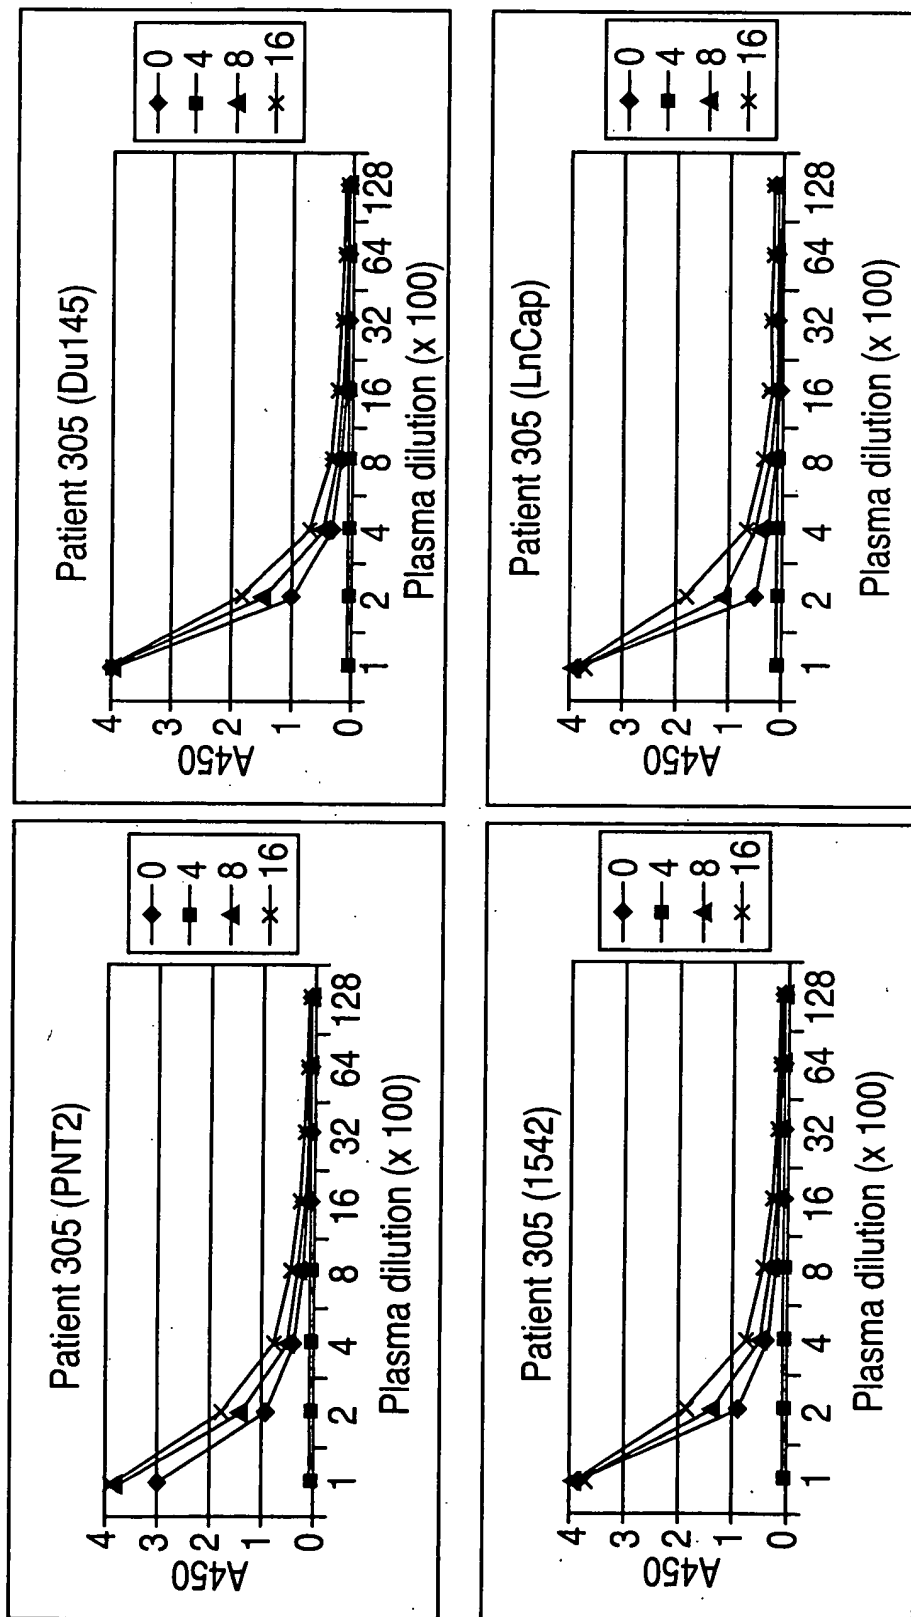 Patient 305 (PNT2)
A450
4
3
2
1
0
1 2 4 8 16 32 64 128
Plasma dilution (x 100)
0
4
8
16
Patient 305 (Du145)
A450
4
3
2
1
0
1 2 4 8 16 32 64 128
Plasma dilution (x 100)
0
4
8
16
Patient 305 (1542)
A450
4
3
2
1
0
1 2 4 8 16 32 64 128
Plasma dilution (x 100)
0
4
8
16
Patient 305 (LnCap)
A450
4
3
2
1
0
1 2 4 8 16 32 64 128
Plasma dilution (x 100)
0
4
8
16